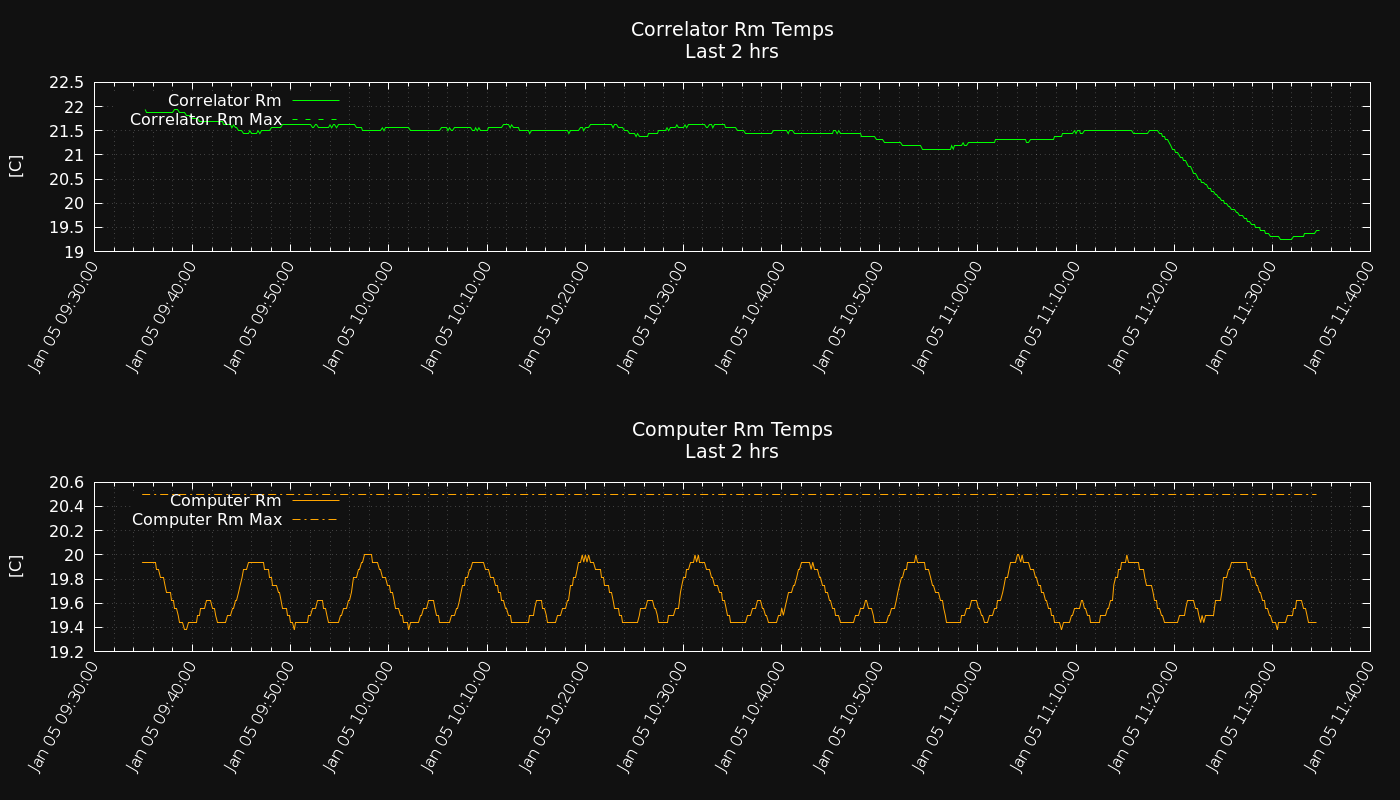 Correlator Rm Temps
Last 2 hrs
22.5
22
21.5
21
20.5
20
19.5
19
[C]
Correlator Rm
Correlator Rm Max
Jan 05 09:30:00
Jan 05 09:40:00
Jan 05 09:50:00
Jan 05 10:00:00
Jan 05 10:10:00
Jan 05 10:20:00
Jan 05 10:30:00
Jan 05 10:40:00
Jan 05 10:50:00
Jan 05 11:00:00
Jan 05 11:10:00
Jan 05 11:20:00
Jan 05 11:30:00
Jan 05 11:40:00
Computer Rm Temps
Last 2 hrs
20.6
20.4
20.2
20
19.8
19.6
19.4
19.2
[C]
Computer Rm
Computer Rm Max
Jan 05 09:30:00
Jan 05 09:40:00
Jan 05 09:50:00
Jan 05 10:00:00
Jan 05 10:10:00
Jan 05 10:20:00
Jan 05 10:30:00
Jan 05 10:40:00
Jan 05 10:50:00
Jan 05 11:00:00
Jan 05 11:10:00
Jan 05 11:20:00
Jan 05 11:30:00
Jan 05 11:40:00